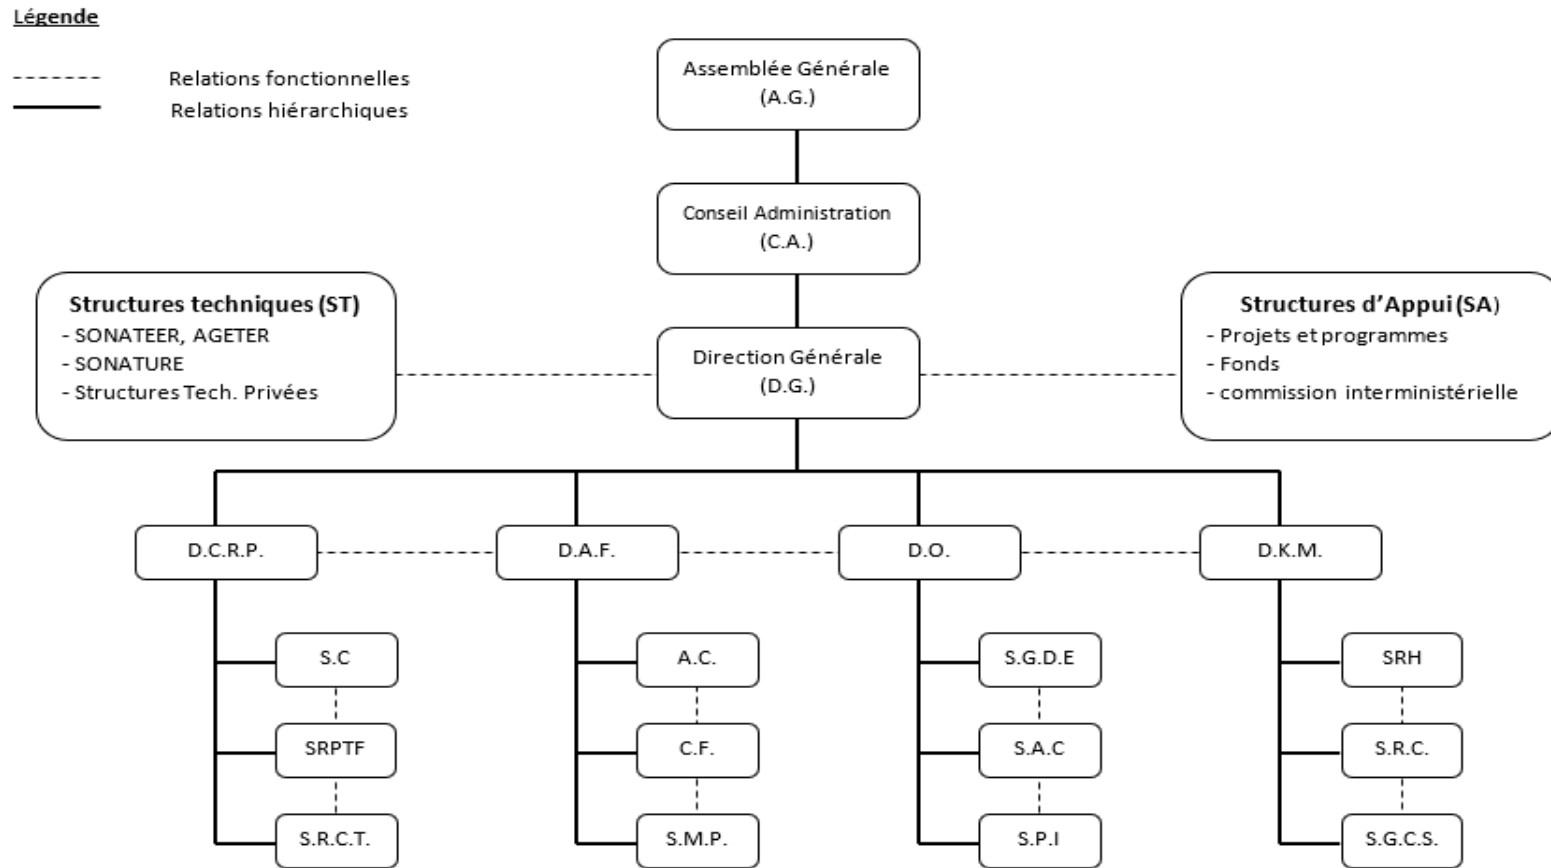 Légende
Relations fonctionnelles
Relations hiérarchiques
Assemblée Générale
(A.G.)
Conseil Administration
(C.A.)
Structures techniques (ST)
- SONATEER, AGETER
- SONATURE
- Structures Tech. Privées
Direction Générale
(D.G.)
Structures d’Appui (SA)
- Projets et programmes
- Fonds
- commission interministérielle
D.C.R.P.
D.A.F.
D.O.
D.K.M.
S.C
A.C.
S.G.D.E
SRH
SRPTF
C.F.
S.A.C
S.R.C.
S.R.C.T.
S.M.P.
S.P.I
S.G.C.S.